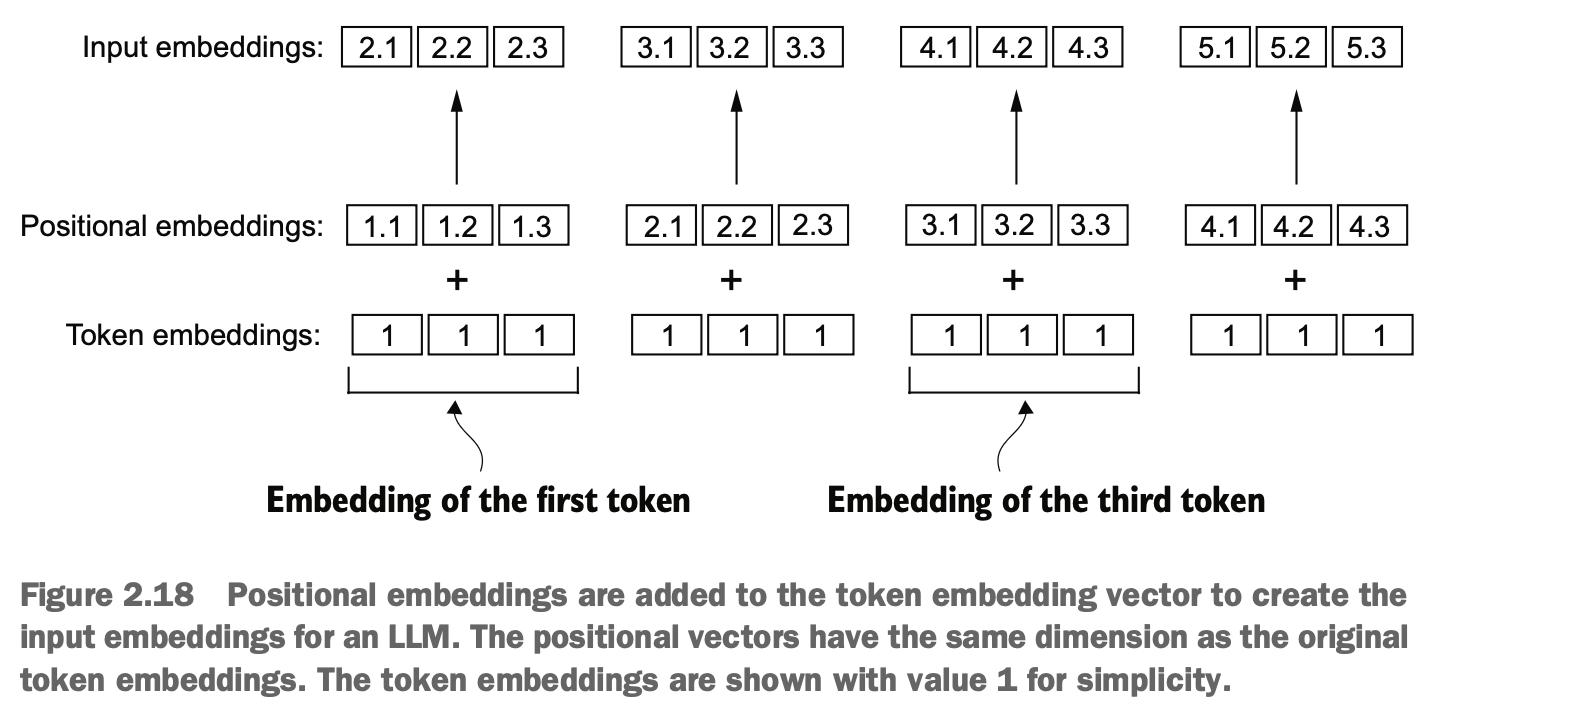 Input embeddings: 2.1 2.2 2.3 3.1 3.2 3.3 4.1 4.2 4.3 5.1 5.2 5.3
Positional embeddings: 1.1 1.2 1.3 2.1 2.2 2.3 3.1 3.2 3.3 4.1 4.2 4.3
+ + + +
Token embeddings: 1 1 1 1 1 1 1 1 1 1 1 1
Embedding of the first token Embedding of the third token
Figure 2.18 Positional embeddings are added to the token embedding vector to create the
input embeddings for an LLM. The positional vectors have the same dimension as the original
token embeddings. The token embeddings are shown with value 1 for simplicity.